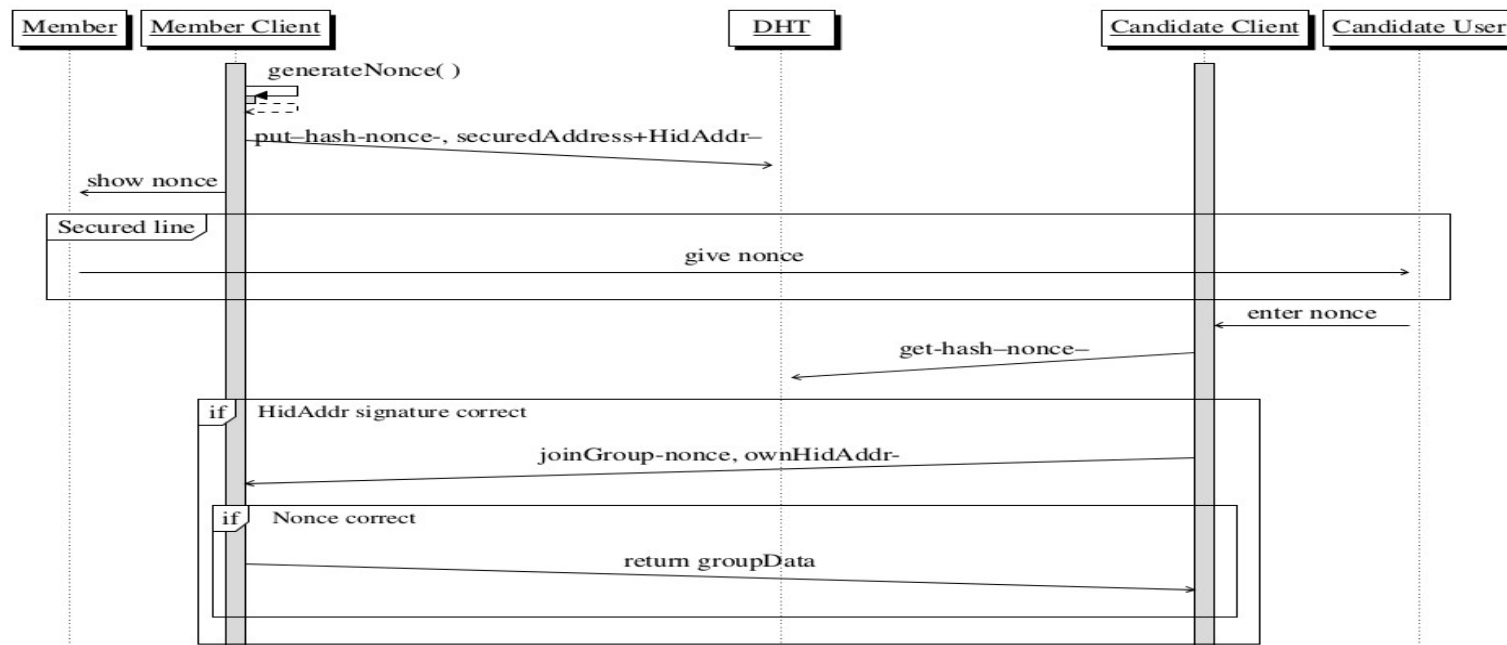 Member
Member Client
DHT
Candidate Client
Candidate User
generateNonce( )
put–hash-nonce-, securedAddress+HidAddr–
show nonce
Secured line
give nonce
enter nonce
get-hash–nonce–
if HidAddr signature correct
joinGroup-nonce, ownHidAddr-
if Nonce correct
return groupData